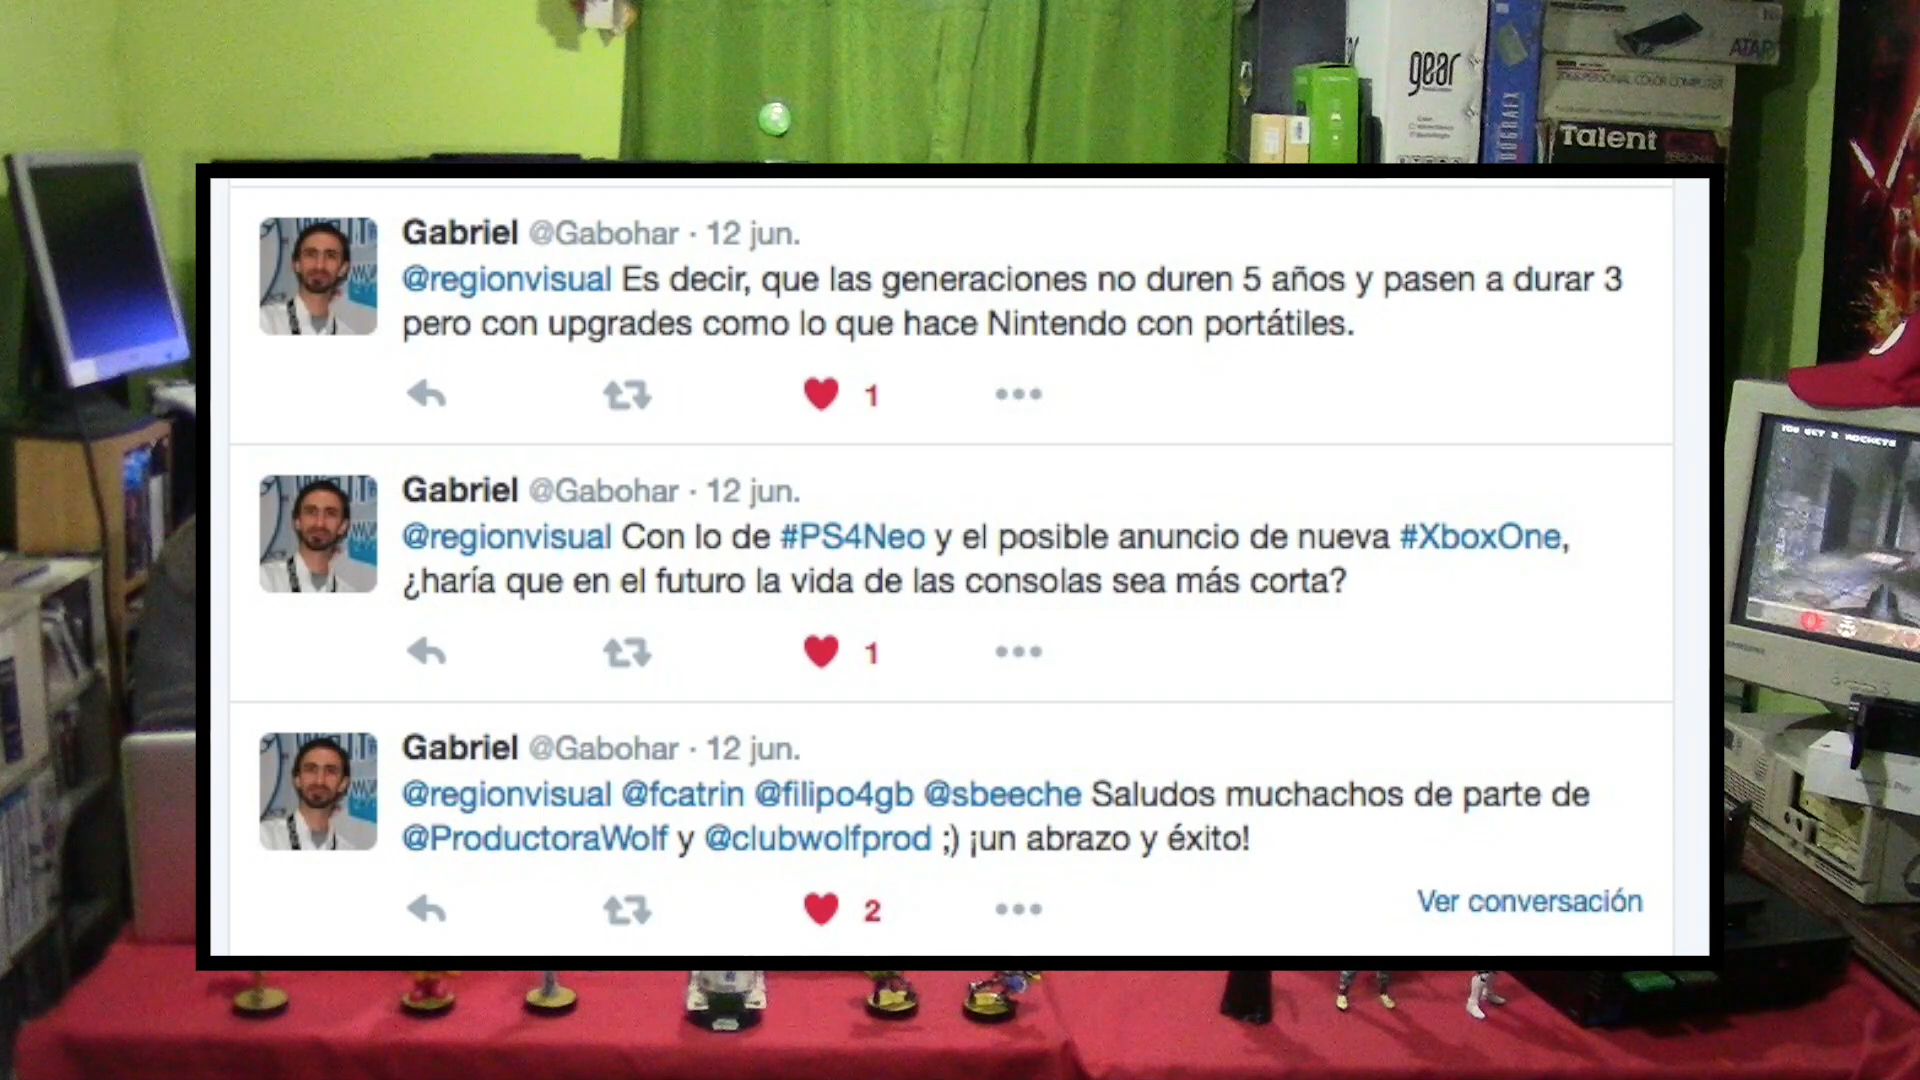 gear
ATARI
Talent
Gabriel @Gabohar · 12 jun.
@regionvisual Es decir, que las generaciones no duren 5 años y pasen a durar 3
pero con upgrades como lo que hace Nintendo con portátiles.
1
Gabriel @Gabohar · 12 jun.
@regionvisual Con lo de #PS4Neo y el posible anuncio de nueva #XboxOne,
¿haría que en el futuro la vida de las consolas sea más corta?
1
Gabriel @Gabohar · 12 jun.
@regionvisual @fcatrin @filipo4gb @sbeeche Saludos muchachos de parte de
@ProductoraWolf y @clubwolfprod ;) ¡un abrazo y éxito!
2
Ver conversación